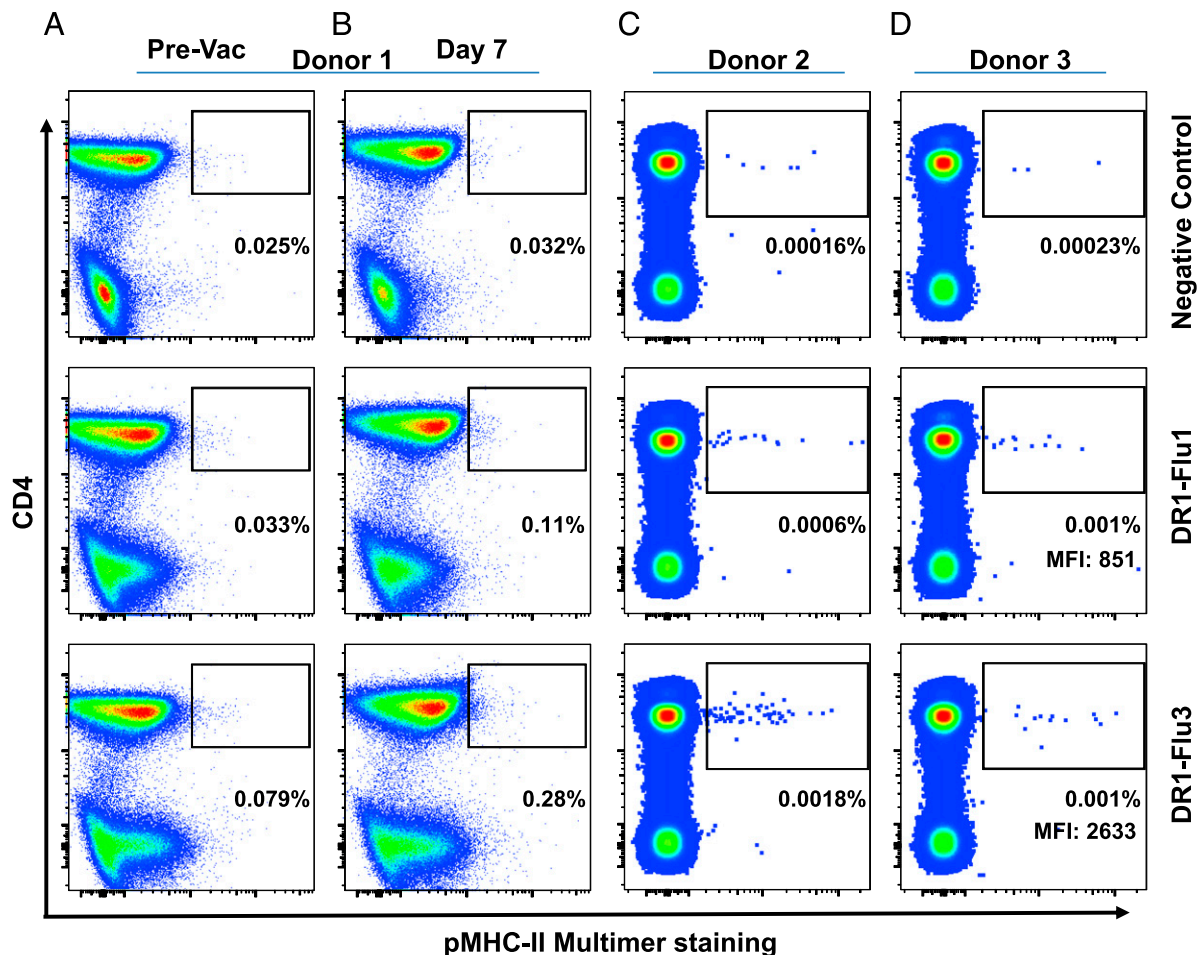 A
B
C
D
Pre-Vac
Donor 1
Day 7
Donor 2
Donor 3
0.025%
0.032%
0.00016%
0.00023%
Negative Control
0.033%
0.11%
0.0006%
0.001%
MFI: 851
DR1-Flu1
0.079%
0.28%
0.0018%
0.001%
MFI: 2633
DR1-Flu3
CD4
pMHC-II Multimer staining